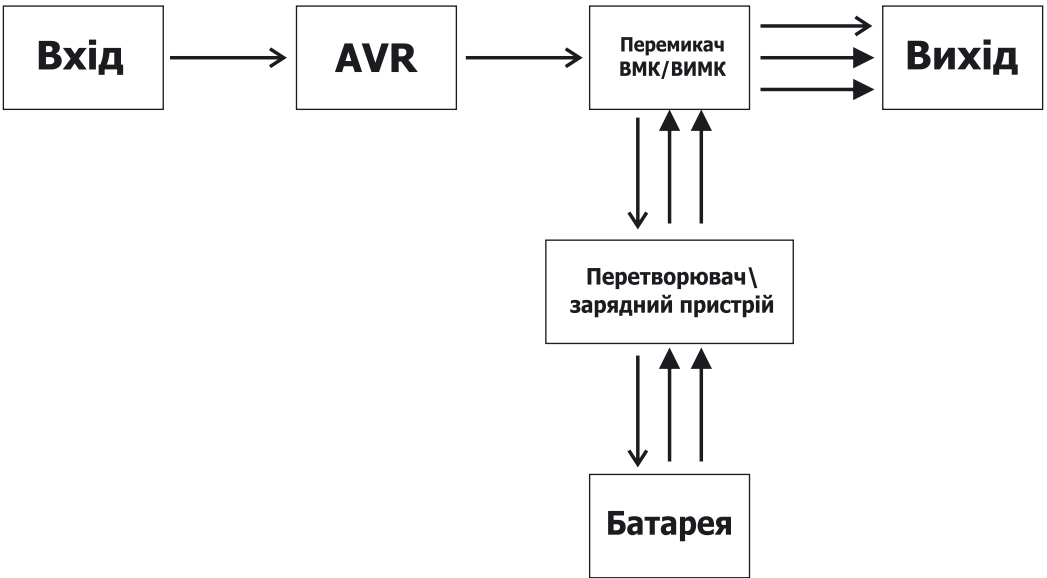 Вхід
AVR
Перемикач
ВМК/ВИМК
Вихід
Перетворювач\
зарядний пристрій
Батарея